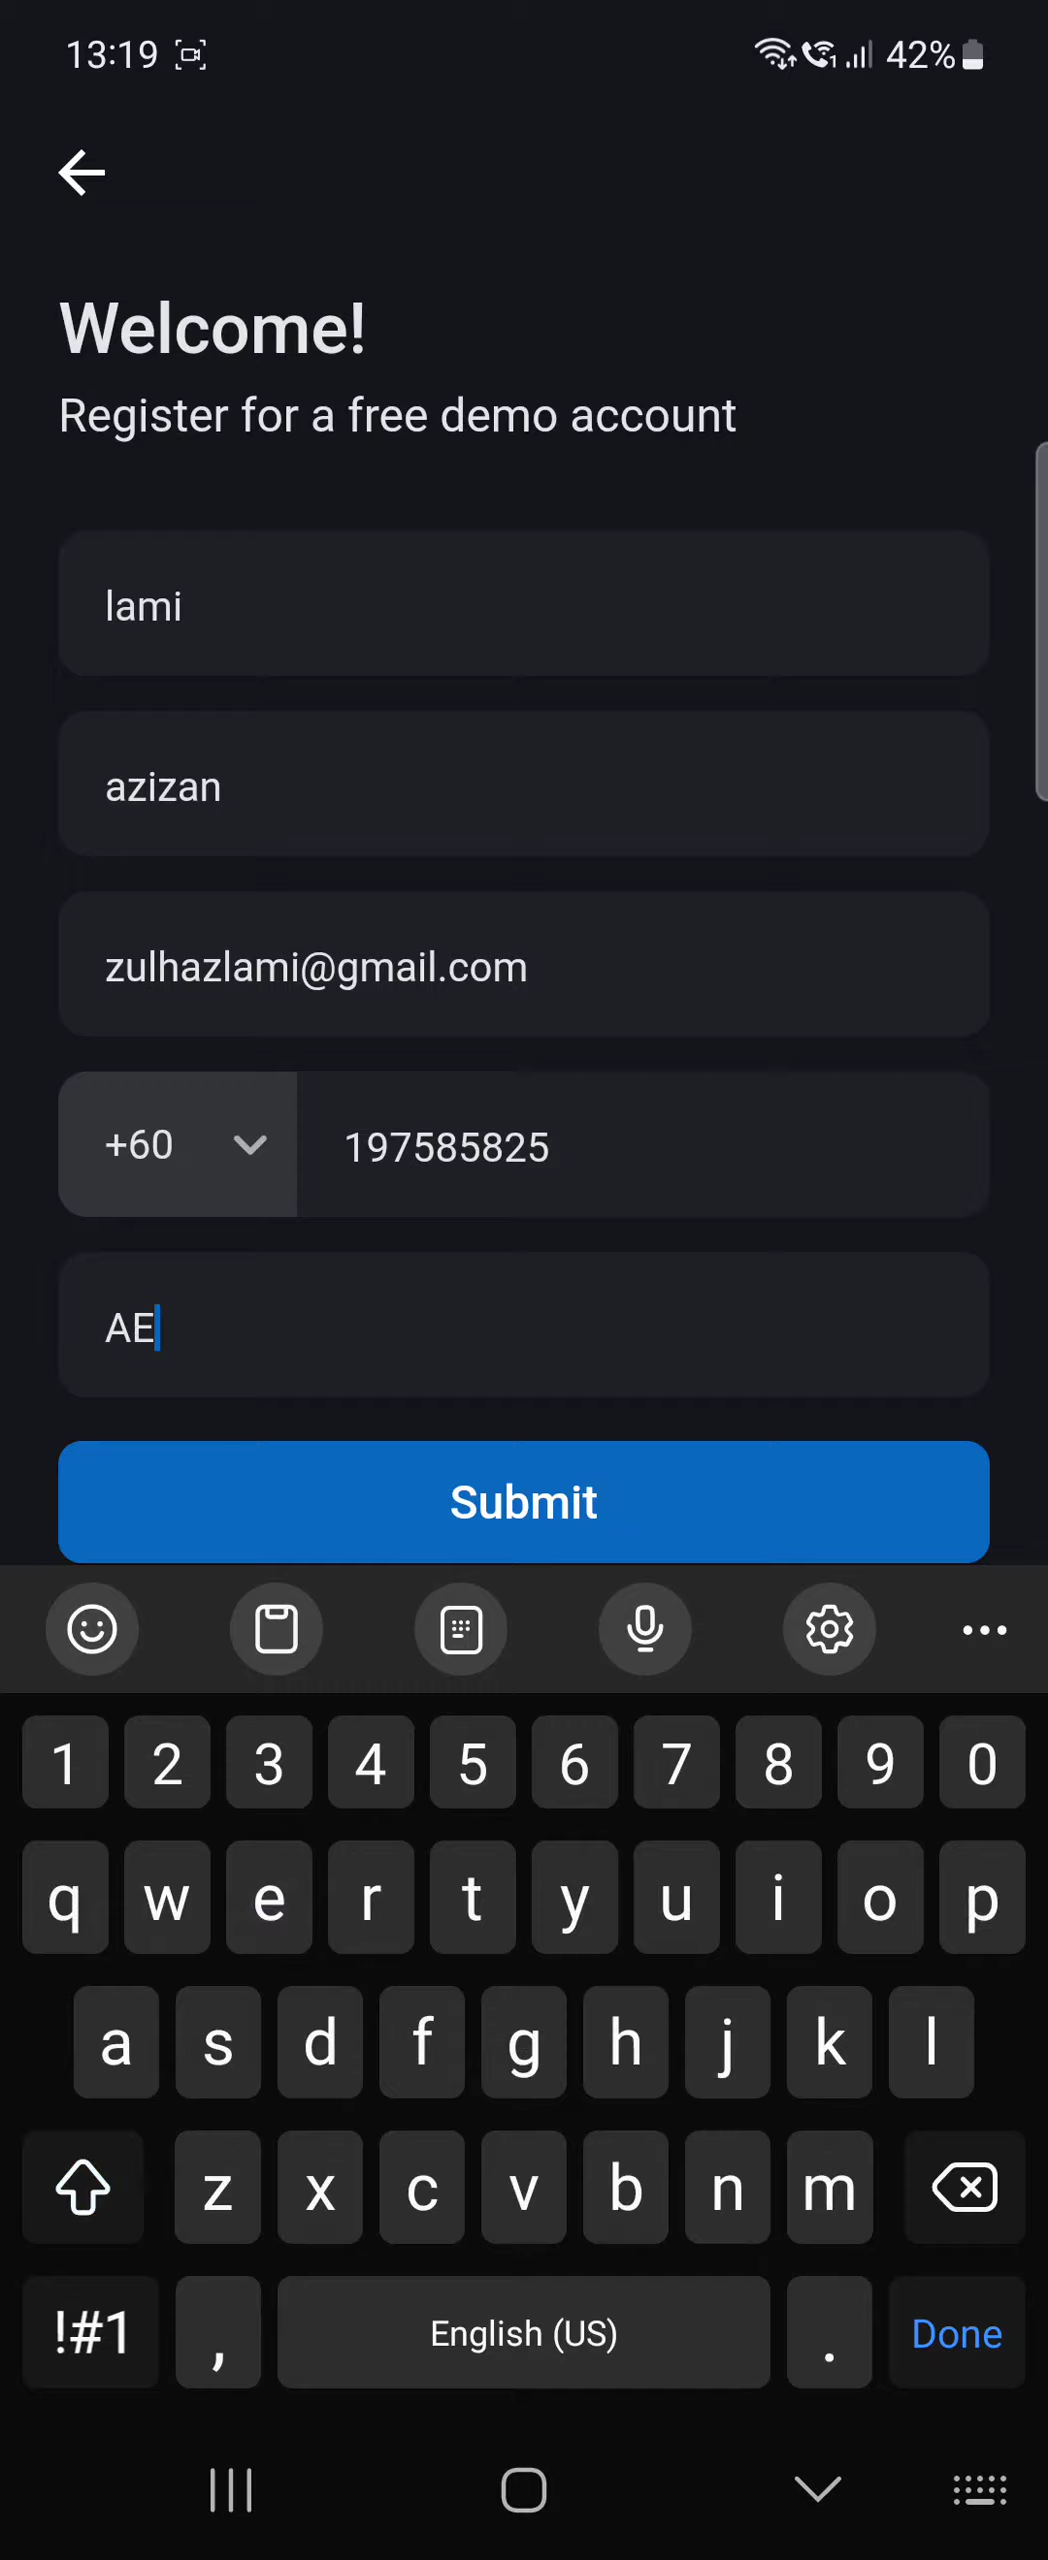 13:19 42%
Welcome!
Register for a free demo account
lami
azizan
zulhazlami@gmail.com
+60 197585825
AE
Submit
1 2 3 4 5 6 7 8 9 0
q w e r t y u i o p
a s d f g h j k l
z x c v b n m
!#1 , English (US) . Done